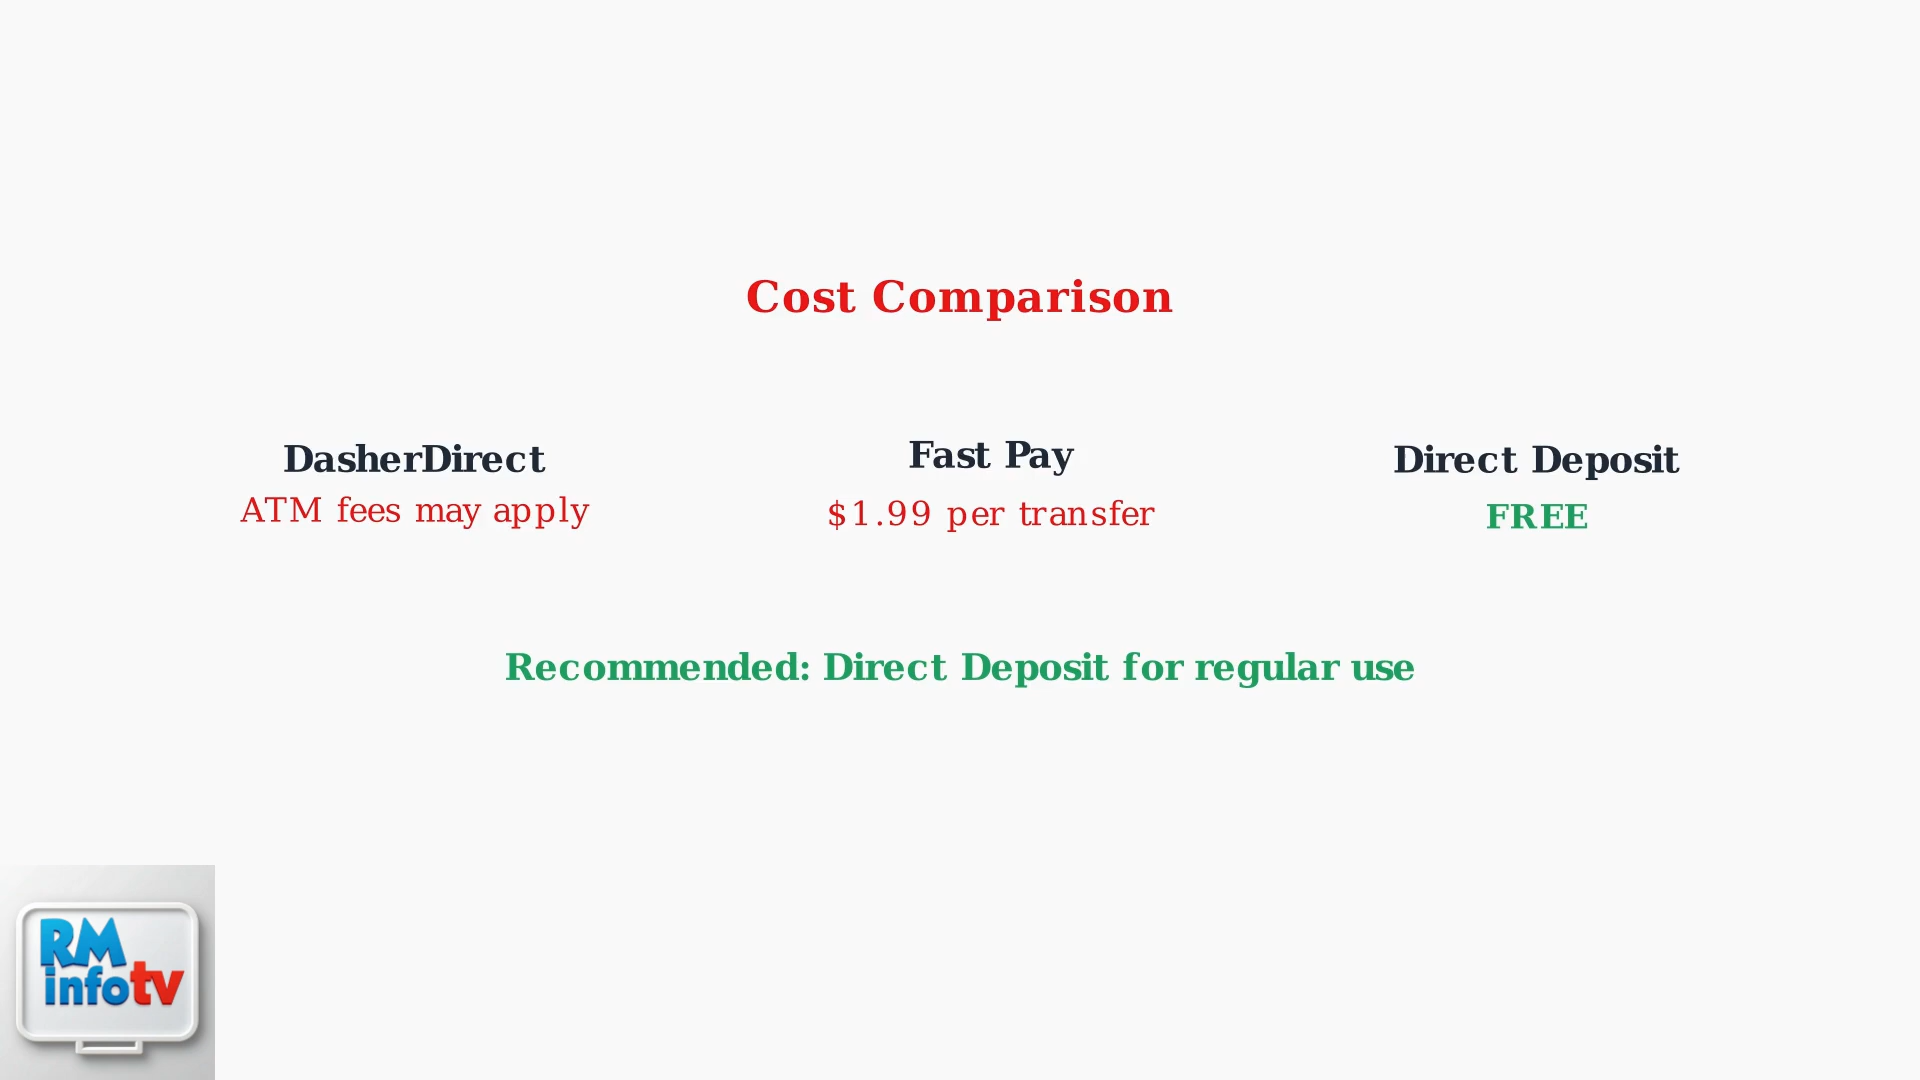 Cost Comparison
DasherDirect
ATM fees may apply
Fast Pay
$1.99 per transfer
Direct Deposit
FREE
Recommended: Direct Deposit for regular use
RM
infotv